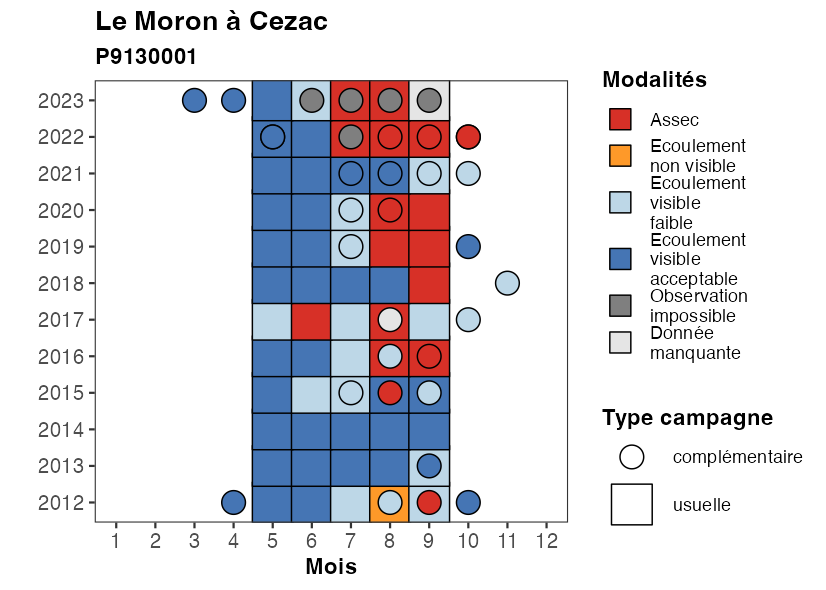 Le Moron à Cezac
P9130001
2023
2022
2021
2020
2019
2018
2017
2016
2015
2014
2013
2012
1 2 3 4 5 6 7 8 9 10 11 12
Mois
Modalités
Assec
Ecoulement
non visible
Ecoulement
visible
faible
Ecoulement
visible
acceptable
Observation
impossible
Donnée
manquante
Type campagne
complémentaire
usuelle